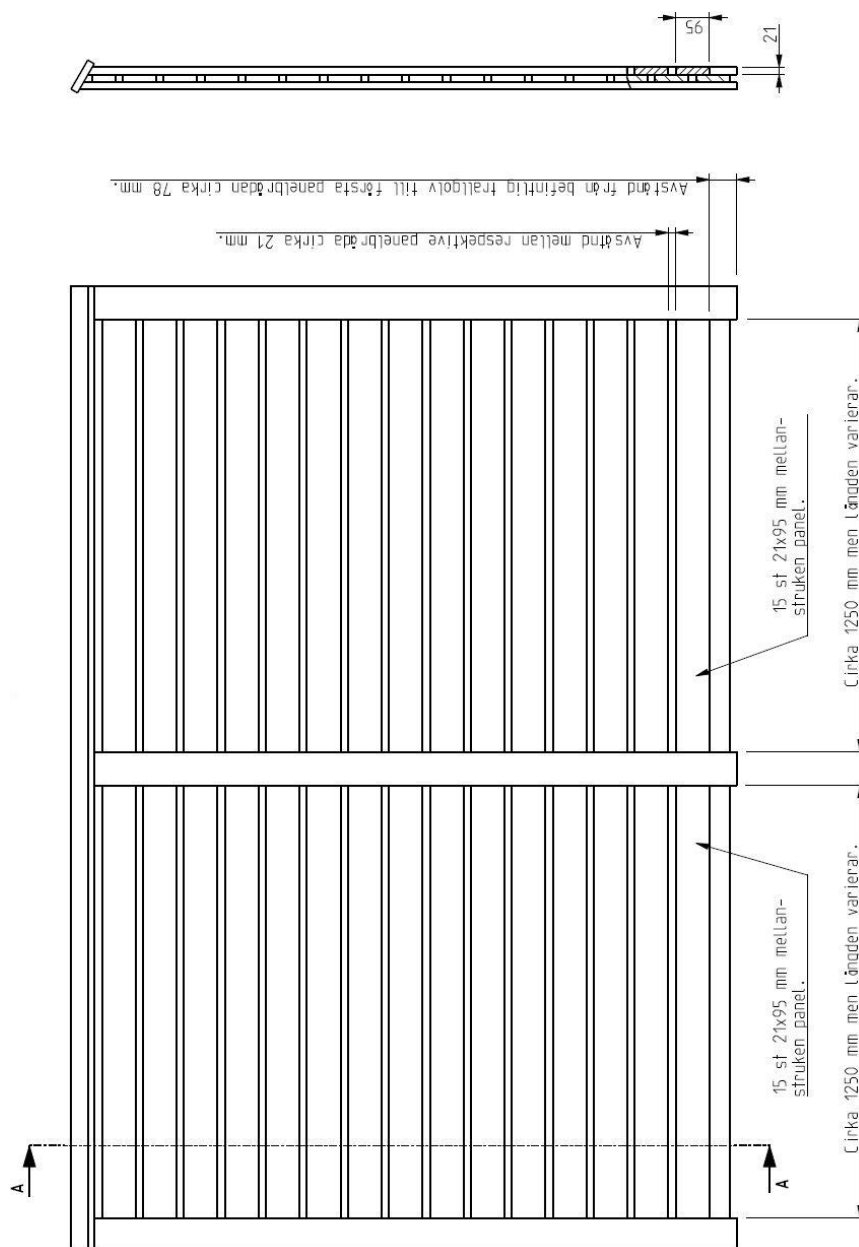 95
21
Avstånd från befintlig trallgolv till första panelbrädan cirka 78 mm.
Avsåtnd mellan respektive panelbräda cirka 21 mm.
15 st 21x95 mm mellan-
struken panel.
Cirka 1250 mm men längden varierar.
15 st 21x95 mm mellan-
struken panel.
Cirka 1250 mm men längden varierar.
A
A